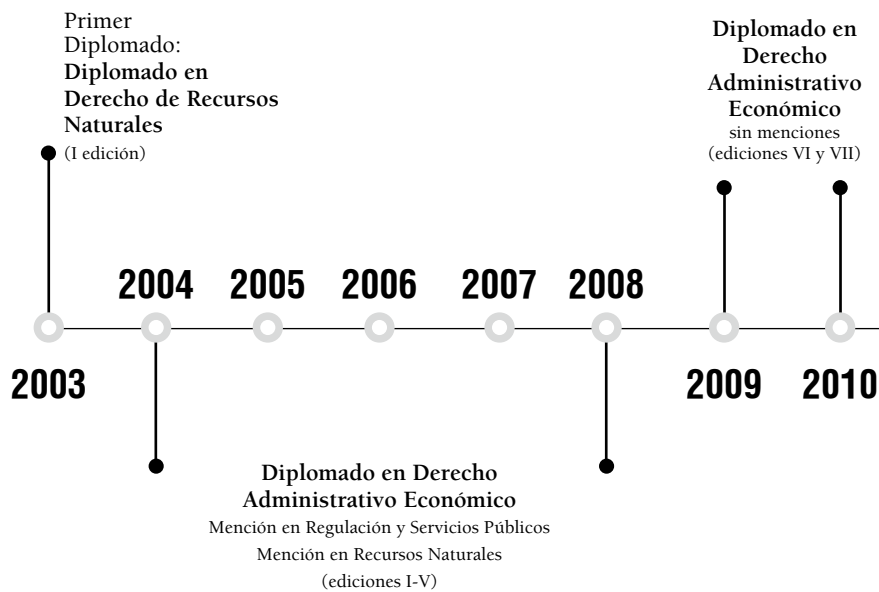 Primer
Diplomado:
Diplomado en
Derecho de Recursos
Naturales
(I edición)
Diplomado en
Derecho
Administrativo
Económico
sin menciones
(ediciones VI y VII)
2004 2005 2006 2007 2008
2003 2009 2010
Diplomado en Derecho
Administrativo Económico
Mención en Regulación y Servicios Públicos
Mención en Recursos Naturales
(ediciones I-V)